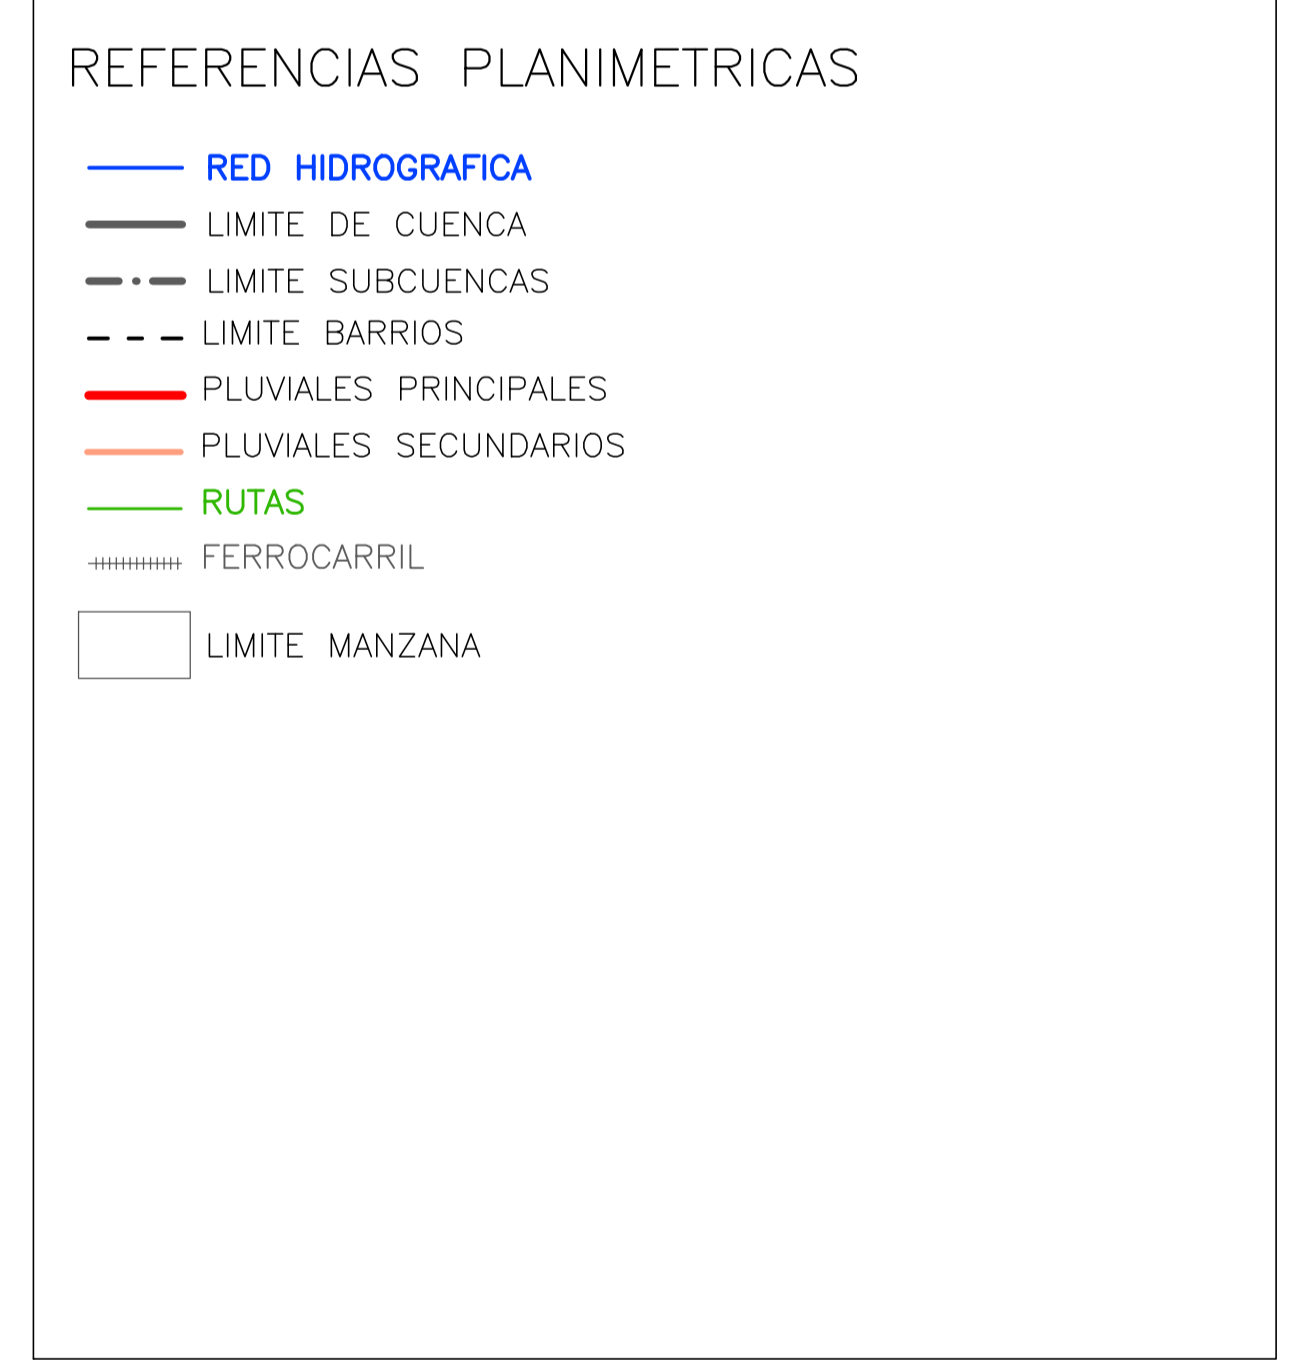 REFERENCIAS PLANIMETRICAS
RED HIDROGRAFICA
LIMITE DE CUENCA
LIMITE SUBCUENCAS
LIMITE BARRIOS
PLUVIALES PRINCIPALES
PLUVIALES SECUNDARIOS
RUTAS
FERROCARRIL
LIMITE MANZANA